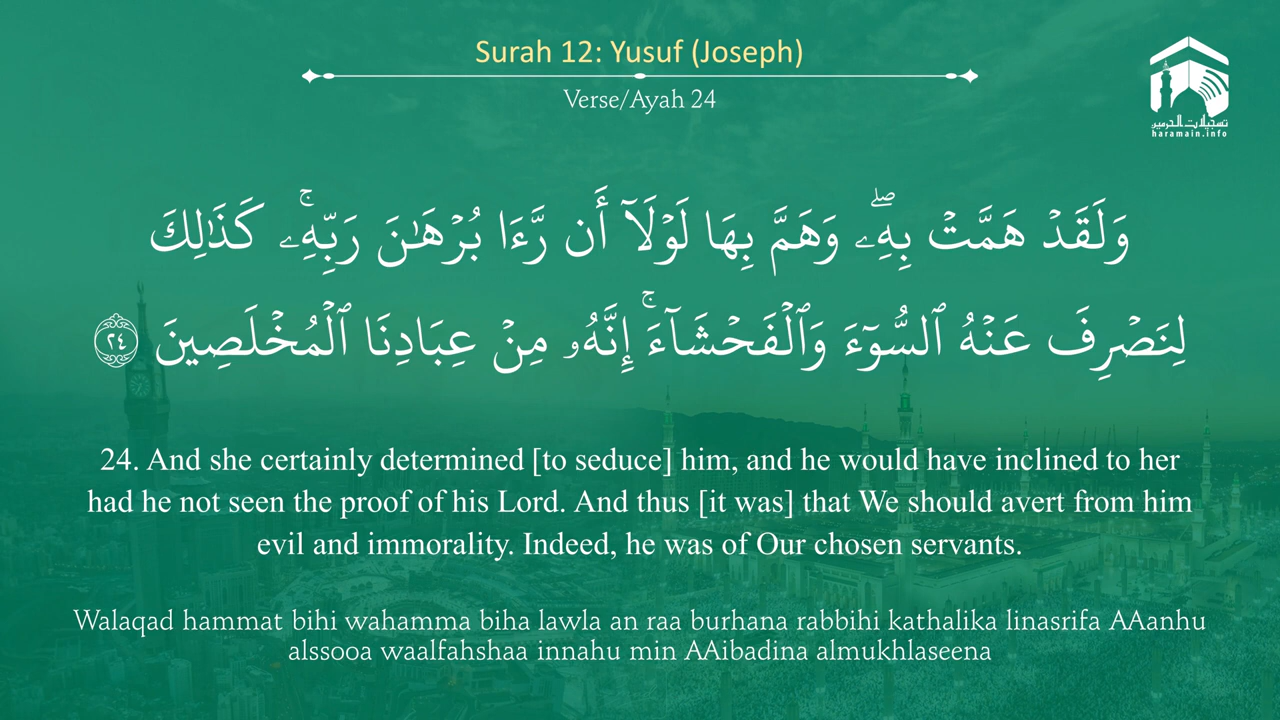 Surah 12: Yusuf (Joseph)
Verse/Ayah 24
تسجيلات الحرمين
haramain.info
وَلَقَدْ هَمَّتْ بِهِۦ ۖ وَهَمَّ بِهَا لَوْلَآ أَن رَّءَا بُرْهَٰنَ رَبِّهِۦ ۚ كَذَٰلِكَ
لِنَصْرِفَ عَنْهُ ٱلسُّوٓءَ وَٱلْفَحْشَآءَ ۚ إِنَّهُۥ مِنْ عِبَادِنَا ٱلْمُخْلَصِينَ ٢٤
24. And she certainly determined [to seduce] him, and he would have inclined to her
had he not seen the proof of his Lord. And thus [it was] that We should avert from him
evil and immorality. Indeed, he was of Our chosen servants.
Walaqad hammat bihi wahamma biha lawla an raa burhana rabbihi kathalika linasrifa AAanhu
alssooa waalfahshaa innahu min AAibadina almukhlaseena